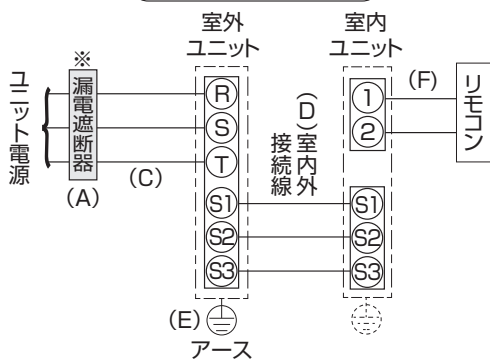 室外
ユニット
室内
ユニット
※
漏電遮断器
ユニット電源
(A)
(C)
R
S
T
S1
S2
S3
(D)室内外
接続線
1
2
S1
S2
S3
(F)
リモコン
(E)
アース